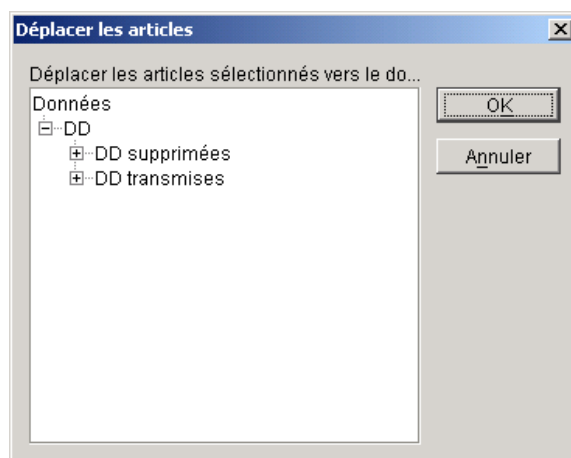 Déplacer les articles
Déplacer les articles sélectionnés vers le do...
Données
DD
DD supprimées
DD transmises
OK
Annuler